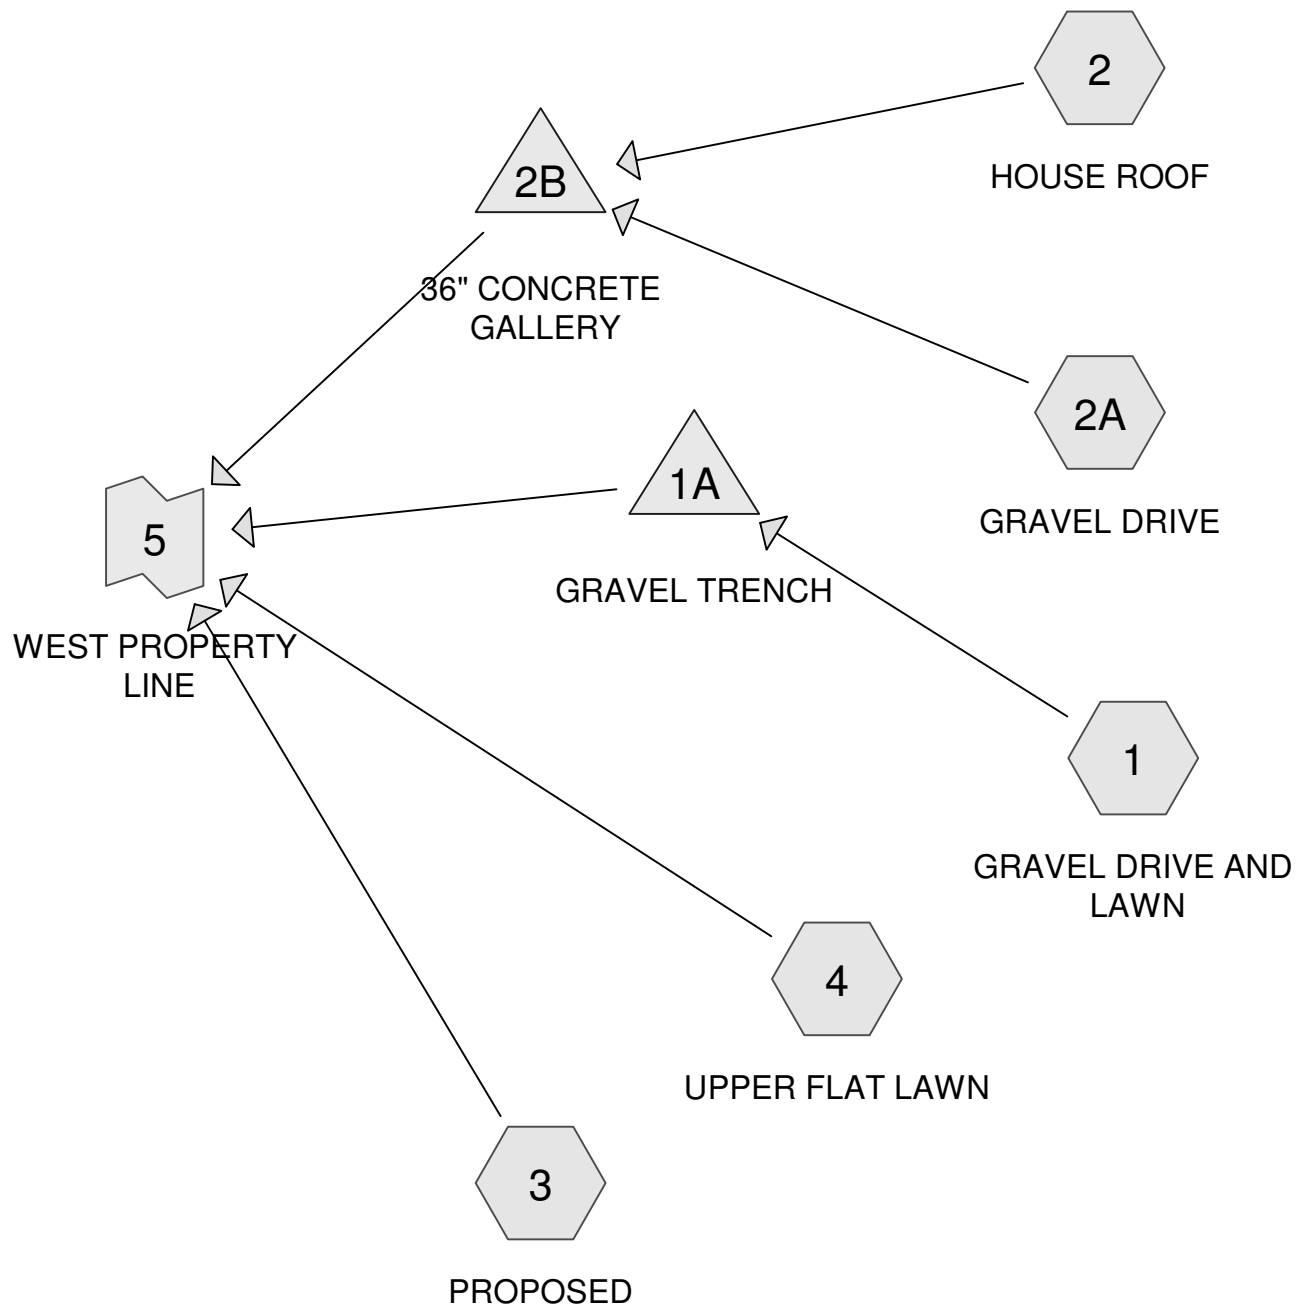 2
HOUSE ROOF
2B
36" CONCRETE
GALLERY
2A
GRAVEL DRIVE
1A
GRAVEL TRENCH
5
WEST PROPERTY
LINE
1
GRAVEL DRIVE AND
LAWN
4
UPPER FLAT LAWN
3
PROPOSED